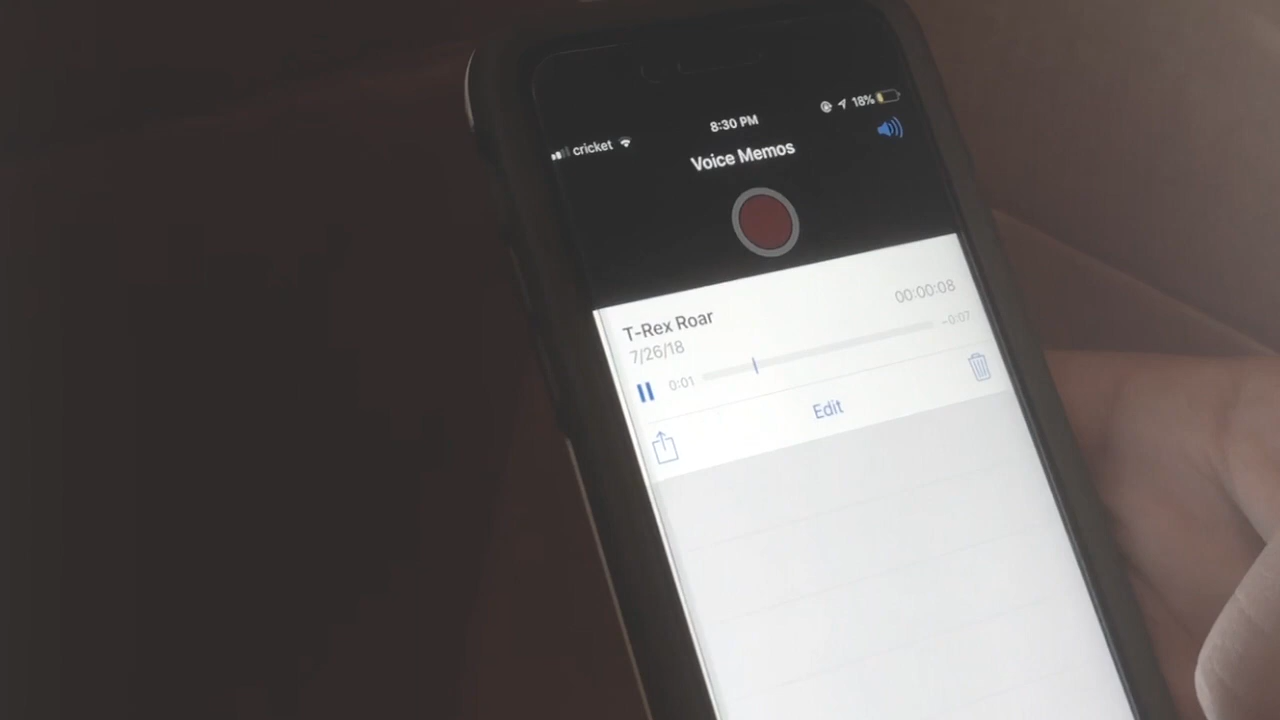 cricket 8:30 PM 18%
Voice Memos
T-Rex Roar 00:00:08
7/26/18
0:01 -0:07
Edit